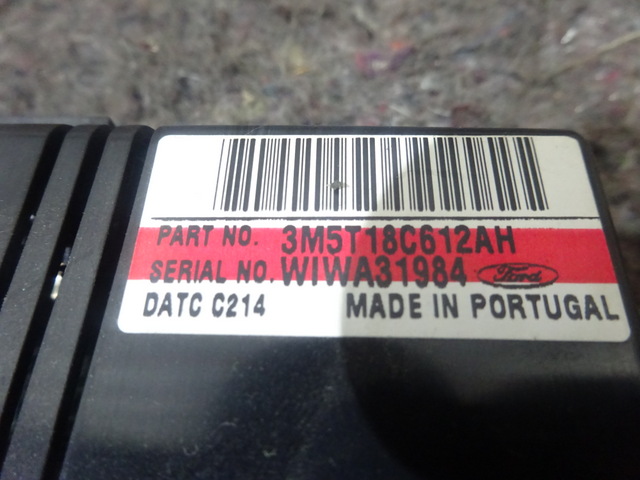 PART NO. 3M5T18C612AH
SERIAL NO. WIWA31984 Ford
DATC C214 MADE IN PORTUGAL